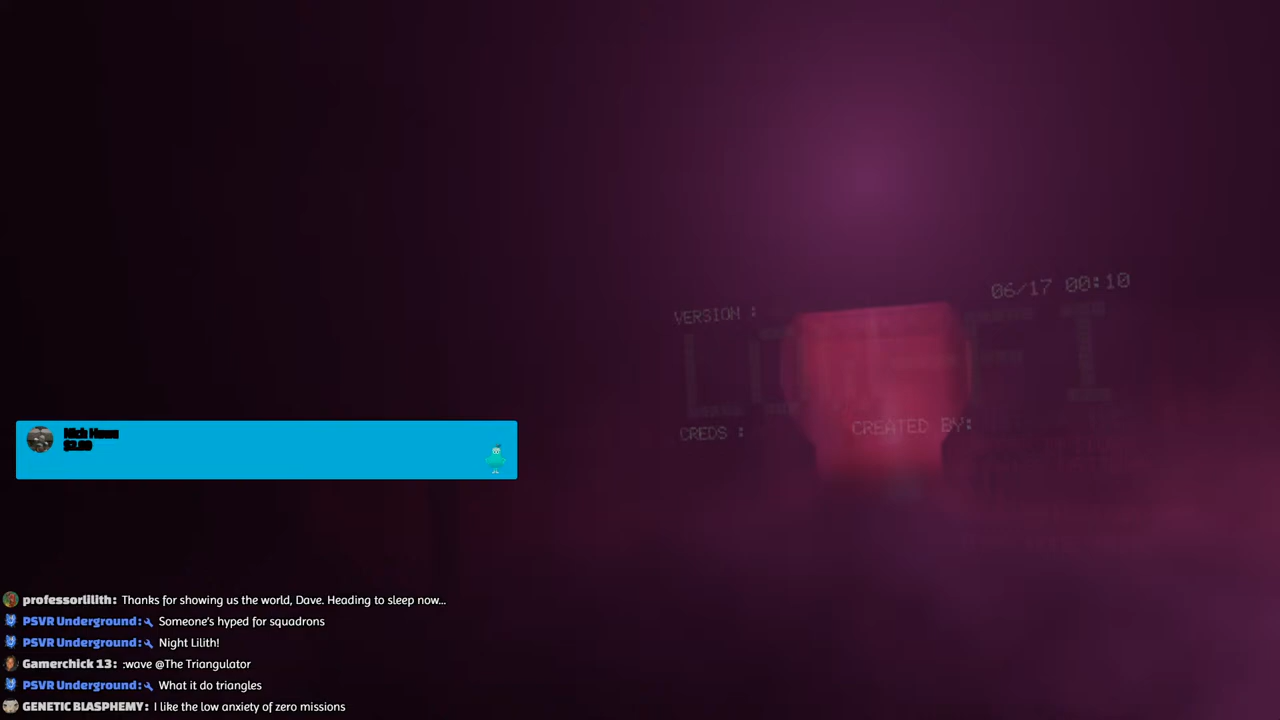 06/17 00:10
VERSION :
LOW-FI
CREDS :
CREATED BY:
professorlilith: Thanks for showing us the world, Dave. Heading to sleep now...
PSVR Underground: Someone's hyped for squadrons
PSVR Underground: Night Lilith!
Gamerchick 13: :wave @The Triangulator
PSVR Underground: What it do triangles
GENETIC BLASPHEMY: I like the low anxiety of zero missions